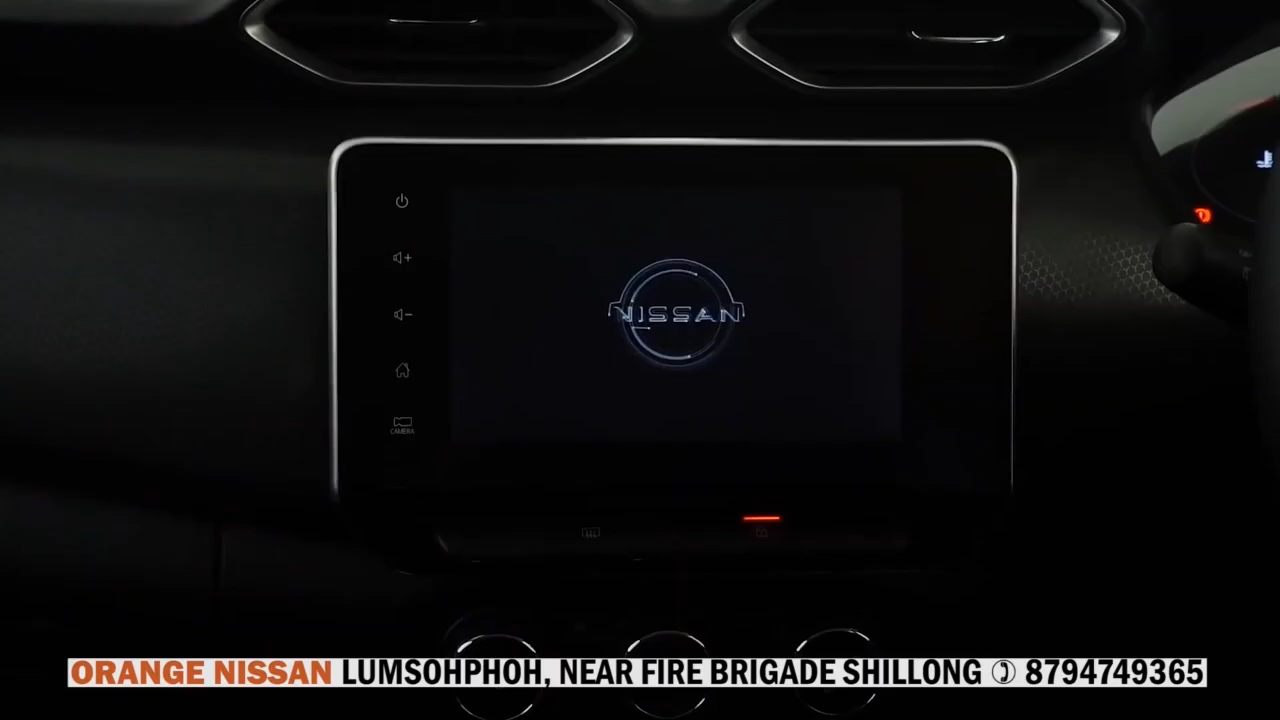 NISSAN
CAMERA
ORANGE NISSAN LUMSOHPHOH, NEAR FIRE BRIGADE SHILLONG ✆ 8794749365